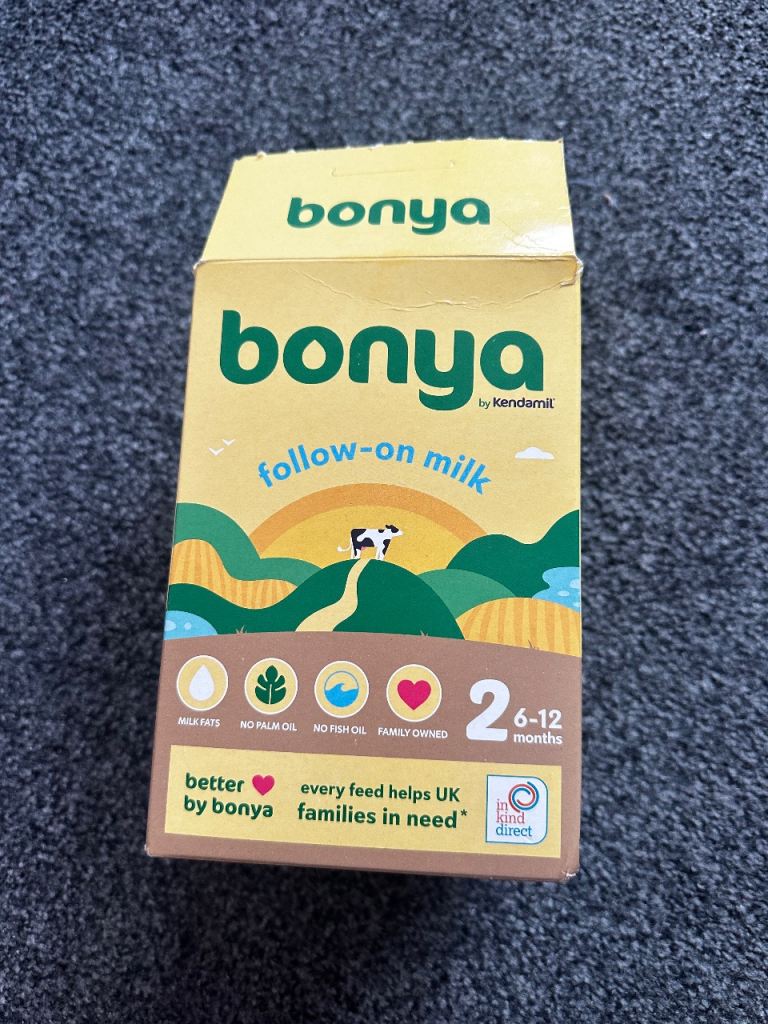 bonya
bonya
by Kendamil
follow-on milk
MILK FATS
NO PALM OIL
NO FISH OIL
FAMILY OWNED
2
6-12
months
better
by bonya
every feed helps UK
families in need*
in
kind
direct